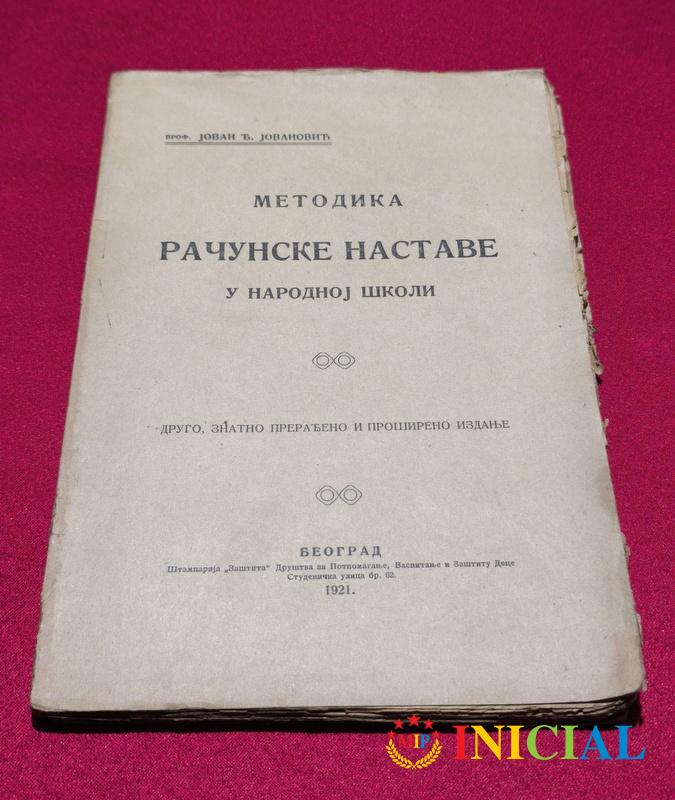 ПРОФ. ЈОВАН Ђ. ЈОВАНОВИЋ
МЕТОДИКА
РАЧУНСКЕ НАСТАВЕ
У НАРОДНОЈ ШКОЛИ
ДРУГО, ЗНАТНО ПРЕРАЂЕНО И ПРОШИРЕНО ИЗДАЊЕ
БЕОГРАД
Штампарија „Заштита“ Друштва за Потпомагање, Васпитање и Заштиту Деце
Студеничка улица бр. 62.
1921.
VIP INICIAL